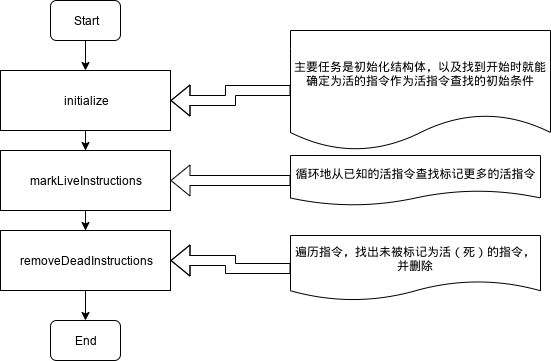 Start
initialize
主要任务是初始化结构体，以及找到开始时就能
确定为活的指令作为活指令查找的初始条件
markLiveInstructions
循环地从已知的活指令查找标记更多的活指令
removeDeadInstructions
遍历指令，找出未被标记为活（死）的指令，
并删除
End